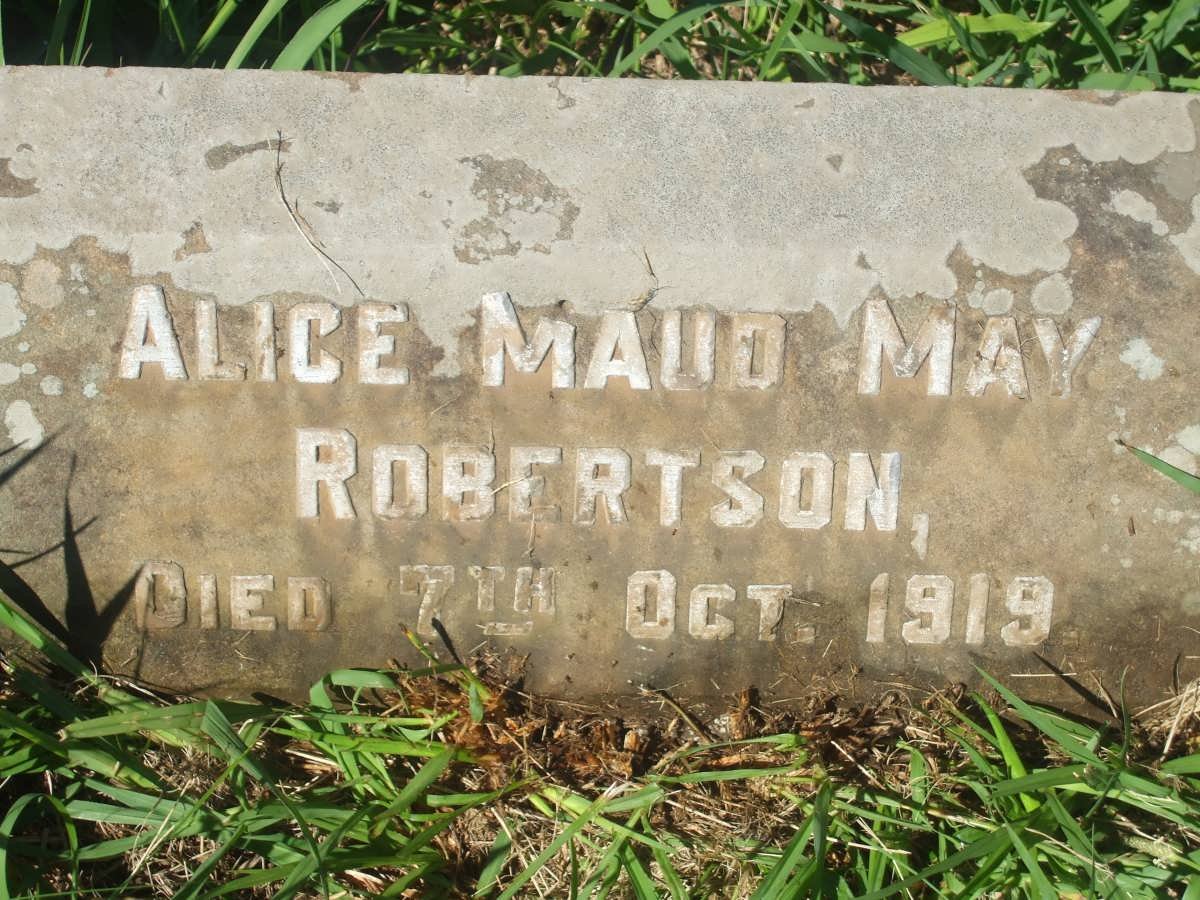 ALICE MAUD MAY
ROBERTSON,
DIED 7TH OCT. 1919